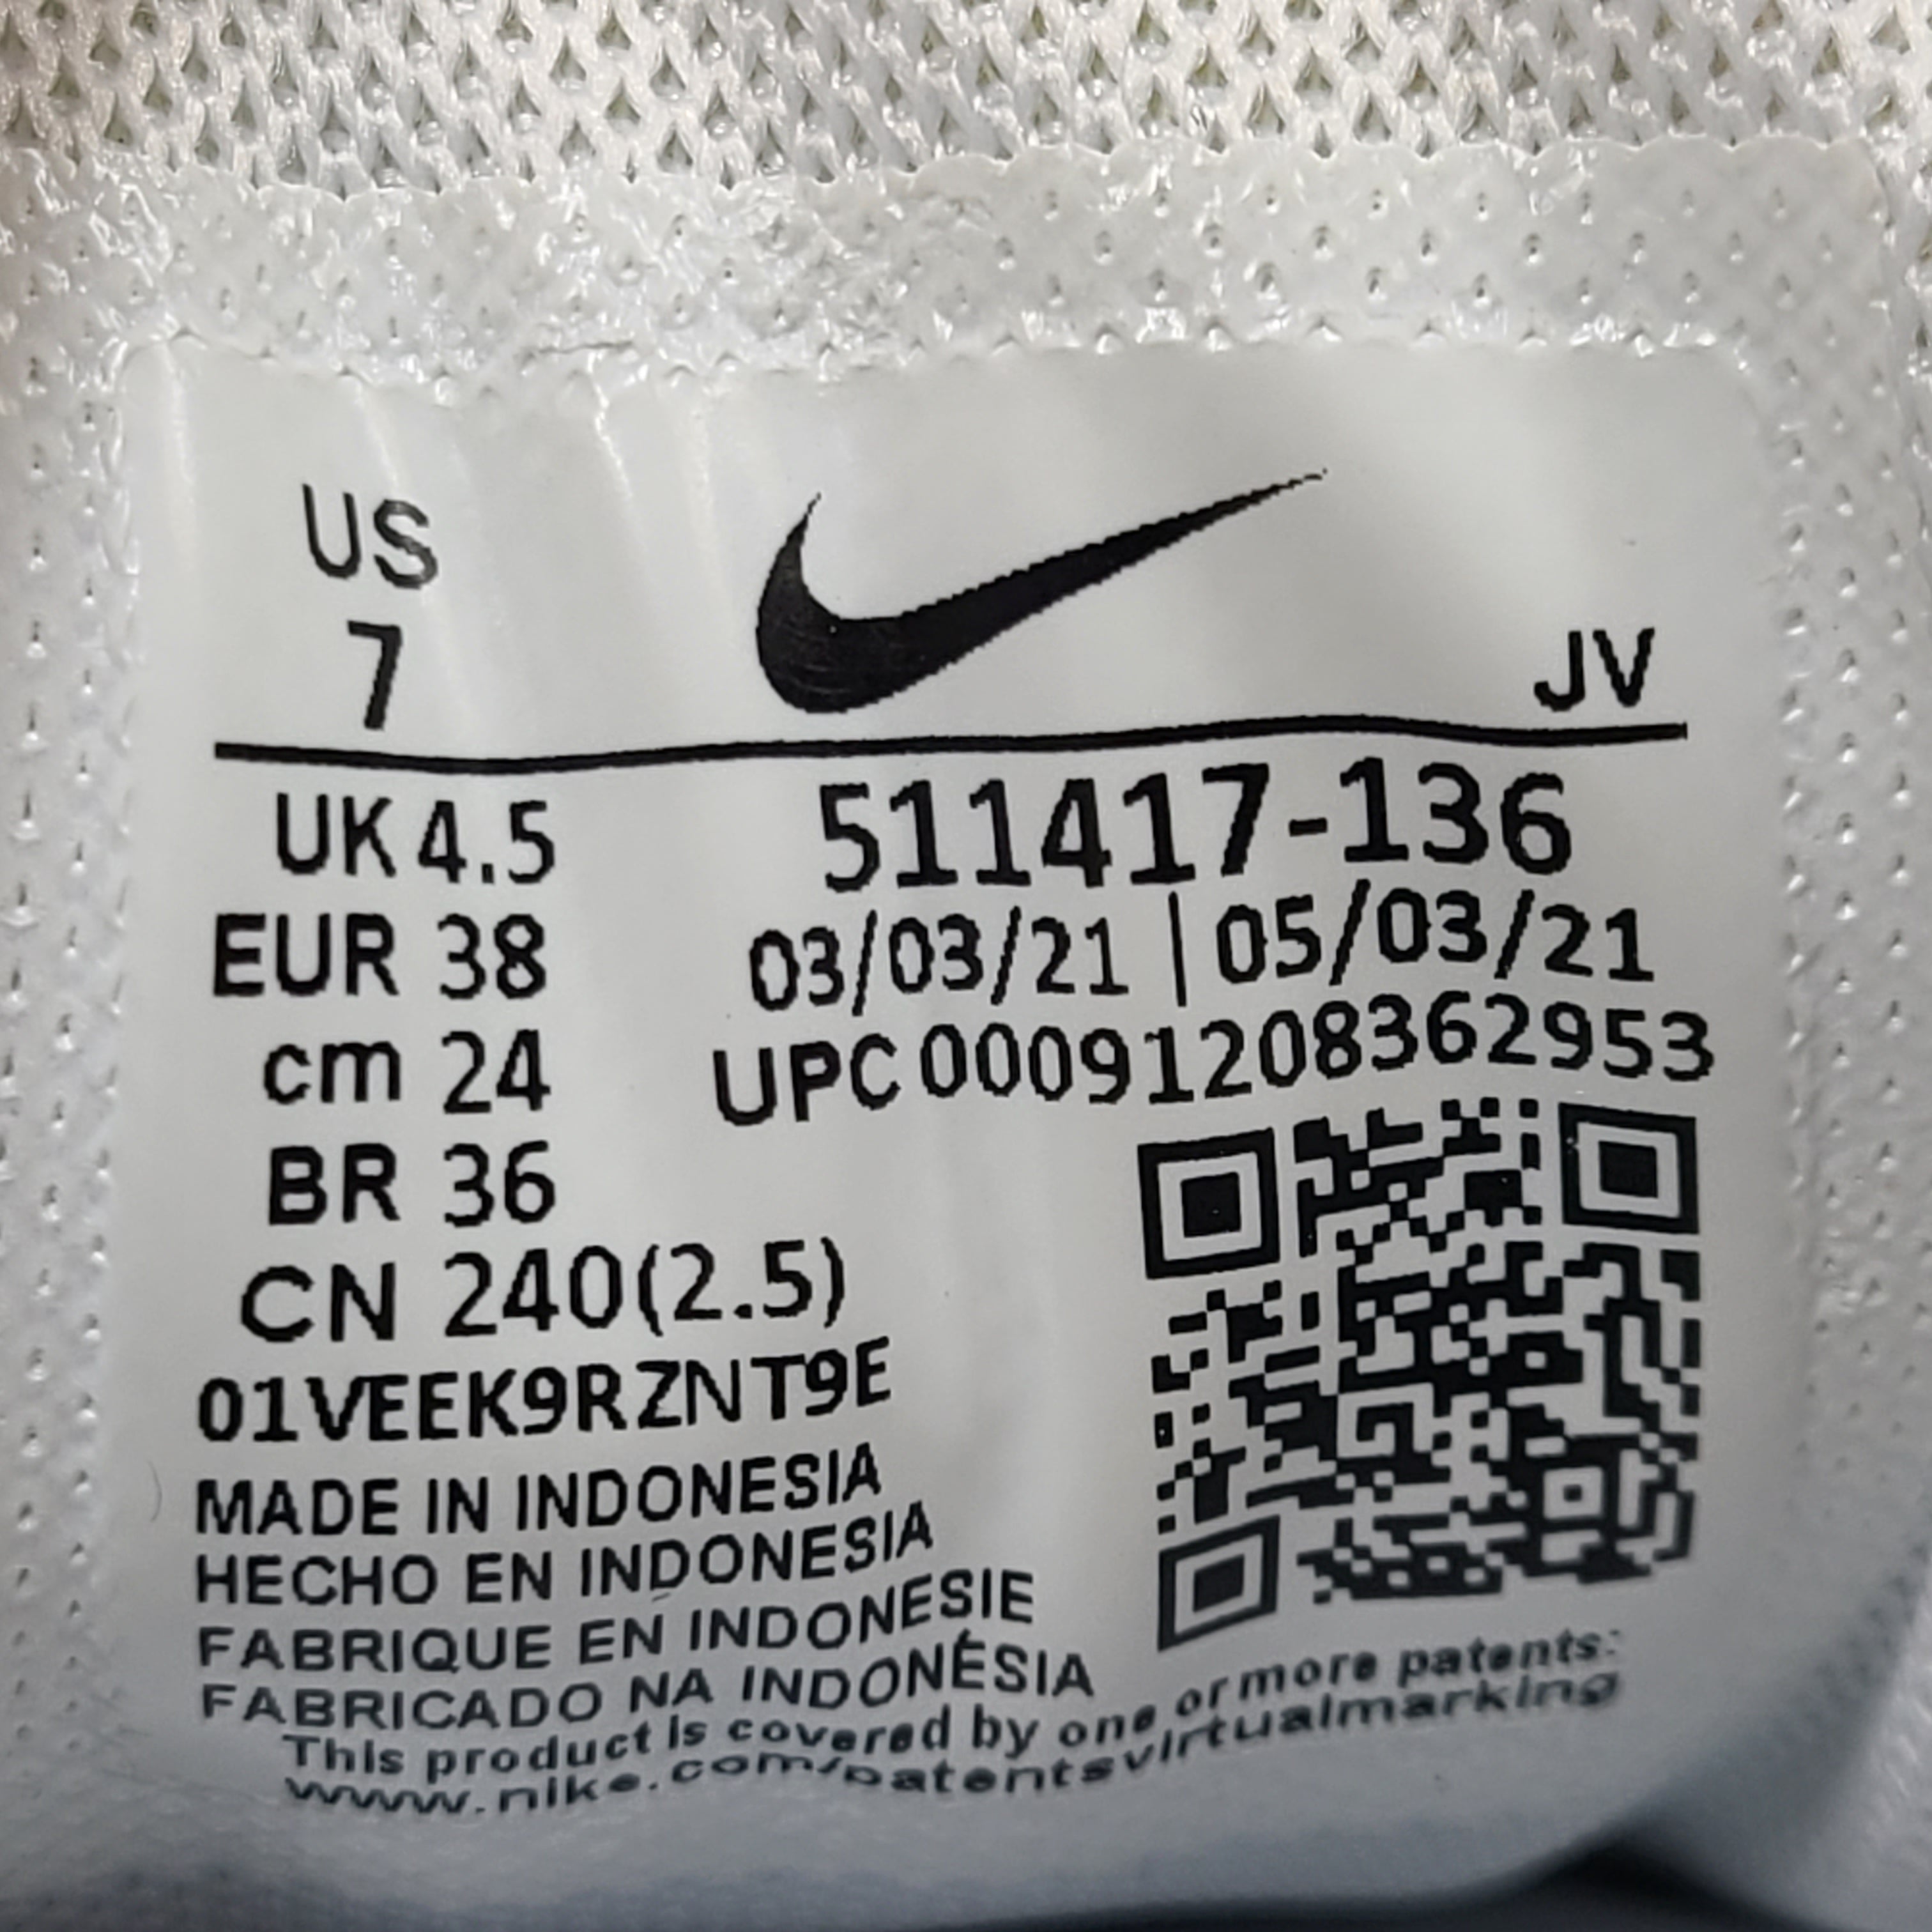 US
7
JV
UK 4.5
511417-136
EUR 38
03/03/21 | 05/03/21
cm 24
UPC 00091208362953
BR 36
CN 240(2.5)
01VEEK9RZNT9E
MADE IN INDONESIA
HECHO EN INDONESIA
FABRIQUE EN INDONESIE
FABRICADO NA INDONÉSIA
This product is covered by one or more patents:
www.nike.com/patentsvirtualmarking